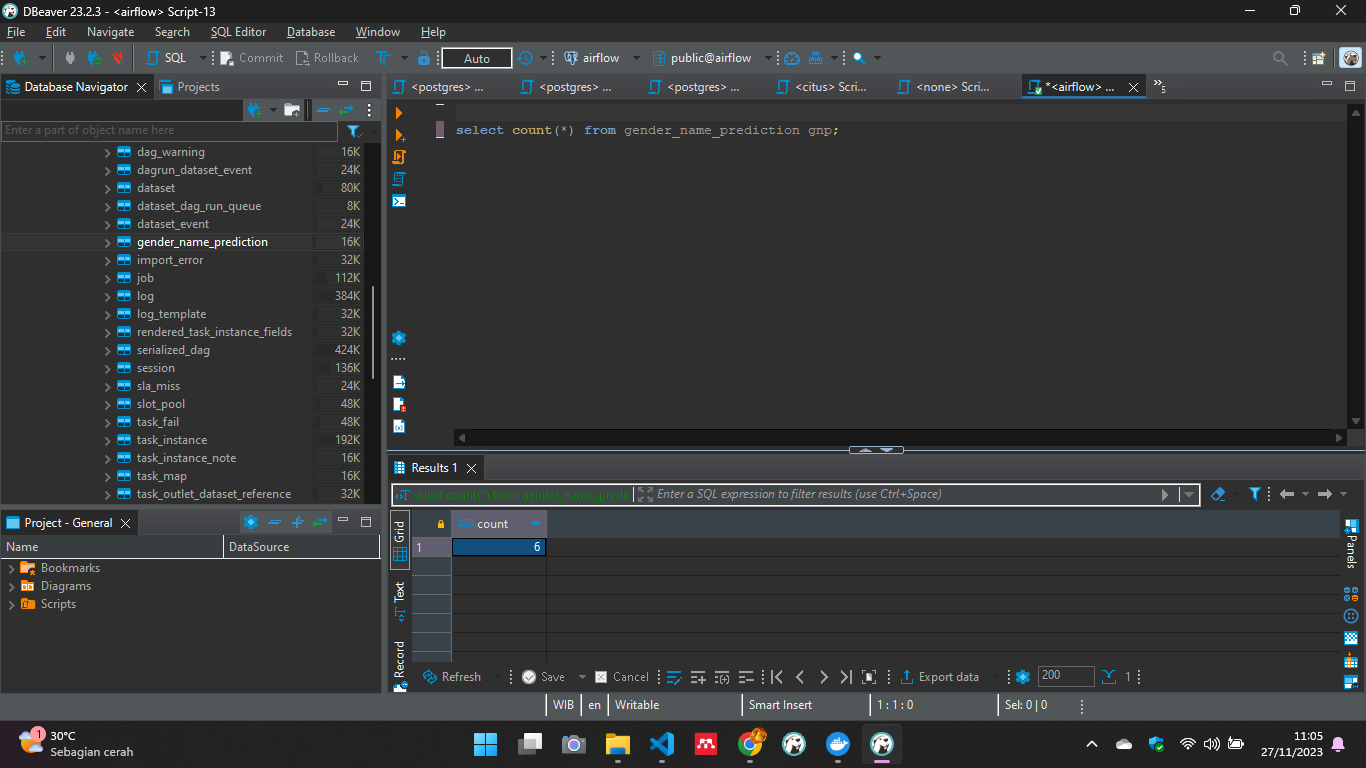 DBeaver 23.2.3 - <airflow> Script-13
File Edit Navigate Search SQL Editor Database Window Help
SQL Commit Rollback Auto airflow public@airflow
Database Navigator Projects
<postgres> ... <postgres> ... <postgres> ... <citus> Scri... <none> Scri... *<airflow> ... »5
Enter a part of object name here
select count(*) from gender_name_prediction gnp;
dag_warning 16K
dagrun_dataset_event 24K
dataset 80K
dataset_dag_run_queue 8K
dataset_event 24K
gender_name_prediction 16K
import_error 32K
job 112K
log 384K
log_template 32K
rendered_task_instance_fields 32K
serialized_dag 424K
session 136K
sla_miss 24K
slot_pool 48K
task_fail 48K
task_instance 192K
task_instance_note 16K
task_map 16K
task_outlet_dataset_reference 32K
Results 1
select count(*) from gender_name_predic Enter a SQL expression to filter results (use Ctrl+Space)
Project - General
Name DataSource
Bookmarks
Diagrams
Scripts
Grid
Text
Record
123 count
1 6
Panels
Refresh Save Cancel Export data 200 1
WIB en Writable Smart Insert 1 : 1 : 0 Sel: 0 | 0
1
30°C
Sebagian cerah
11:05
27/11/2023